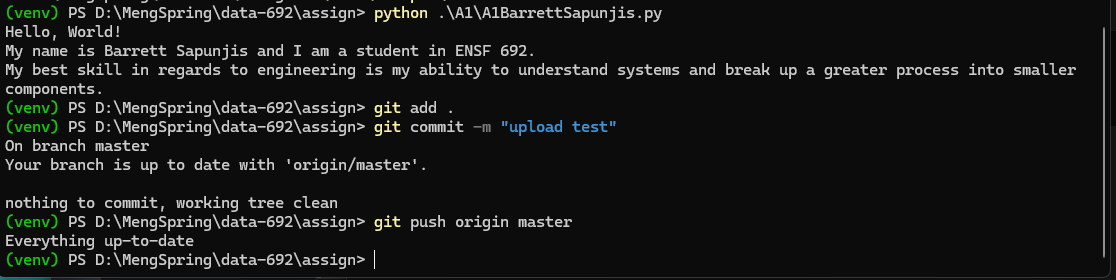 (venv) PS D:\MengSpring\data-692\assign> python .\A1\A1BarrettSapunjis.py
Hello, World!
My name is Barrett Sapunjis and I am a student in ENSF 692.
My best skill in regards to engineering is my ability to understand systems and break up a greater process into smaller
components.
(venv) PS D:\MengSpring\data-692\assign> git add .
(venv) PS D:\MengSpring\data-692\assign> git commit -m "upload test"
On branch master
Your branch is up to date with 'origin/master'.

nothing to commit, working tree clean
(venv) PS D:\MengSpring\data-692\assign> git push origin master
Everything up-to-date
(venv) PS D:\MengSpring\data-692\assign>